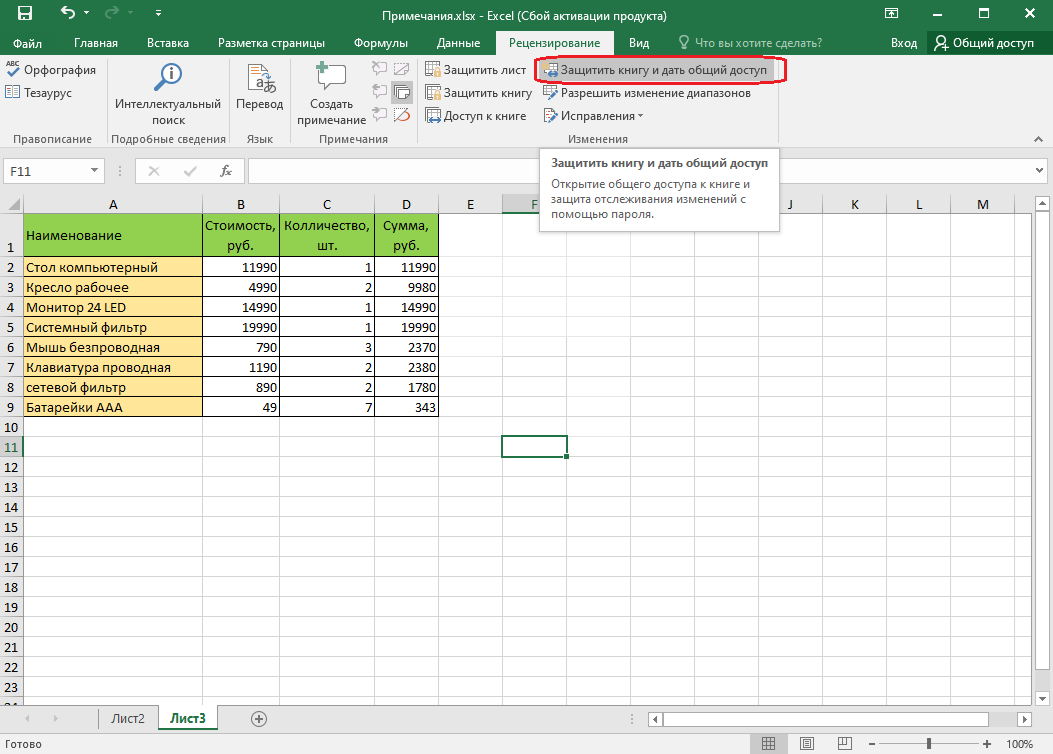 Примечания.xlsx - Excel (Сбой активации продукта)
Файл Главная Вставка Разметка страницы Формулы Данные Рецензирование Вид Что вы хотите сделать? Вход Общий доступ
ABC
Орфография
Тезаурус
Правописание
Интеллектуальный
поиск
Подробные сведения
Перевод
Язык
Создать
примечание
Примечания
Защитить лист
Защитить книгу
Доступ к книге
Защитить книгу и дать общий доступ
Разрешить изменение диапазонов
Исправления
Изменения
Защитить книгу и дать общий доступ
Открытие общего доступа к книге и
защита отслеживания изменений с
помощью пароля.
F11 fx
A B C D E F J K L M
1 Наименование Стоимость, руб. Колличество, шт. Сумма, руб.
2 Стол компьютерный 11990 1 11990
3 Кресло рабочее 4990 2 9980
4 Монитор 24 LED 14990 1 14990
5 Системный фильтр 19990 1 19990
6 Мышь безпроводная 790 3 2370
7 Клавиатура проводная 1190 2 2380
8 сетевой фильтр 890 2 1780
9 Батарейки ААА 49 7 343
10
11
12
13
14
15
16
17
18
19
20
21
22
23
24
Лист2 Лист3
Готово 100%